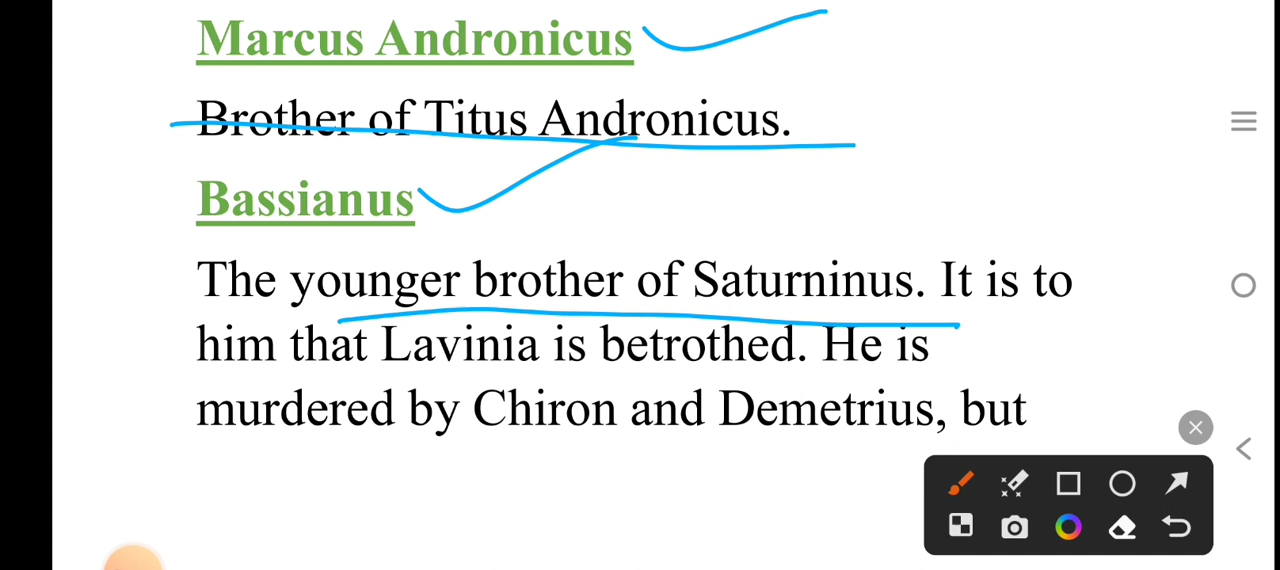 Marcus Andronicus
Brother of Titus Andronicus.
Bassianus
The younger brother of Saturninus. It is to
him that Lavinia is betrothed. He is
murdered by Chiron and Demetrius, but